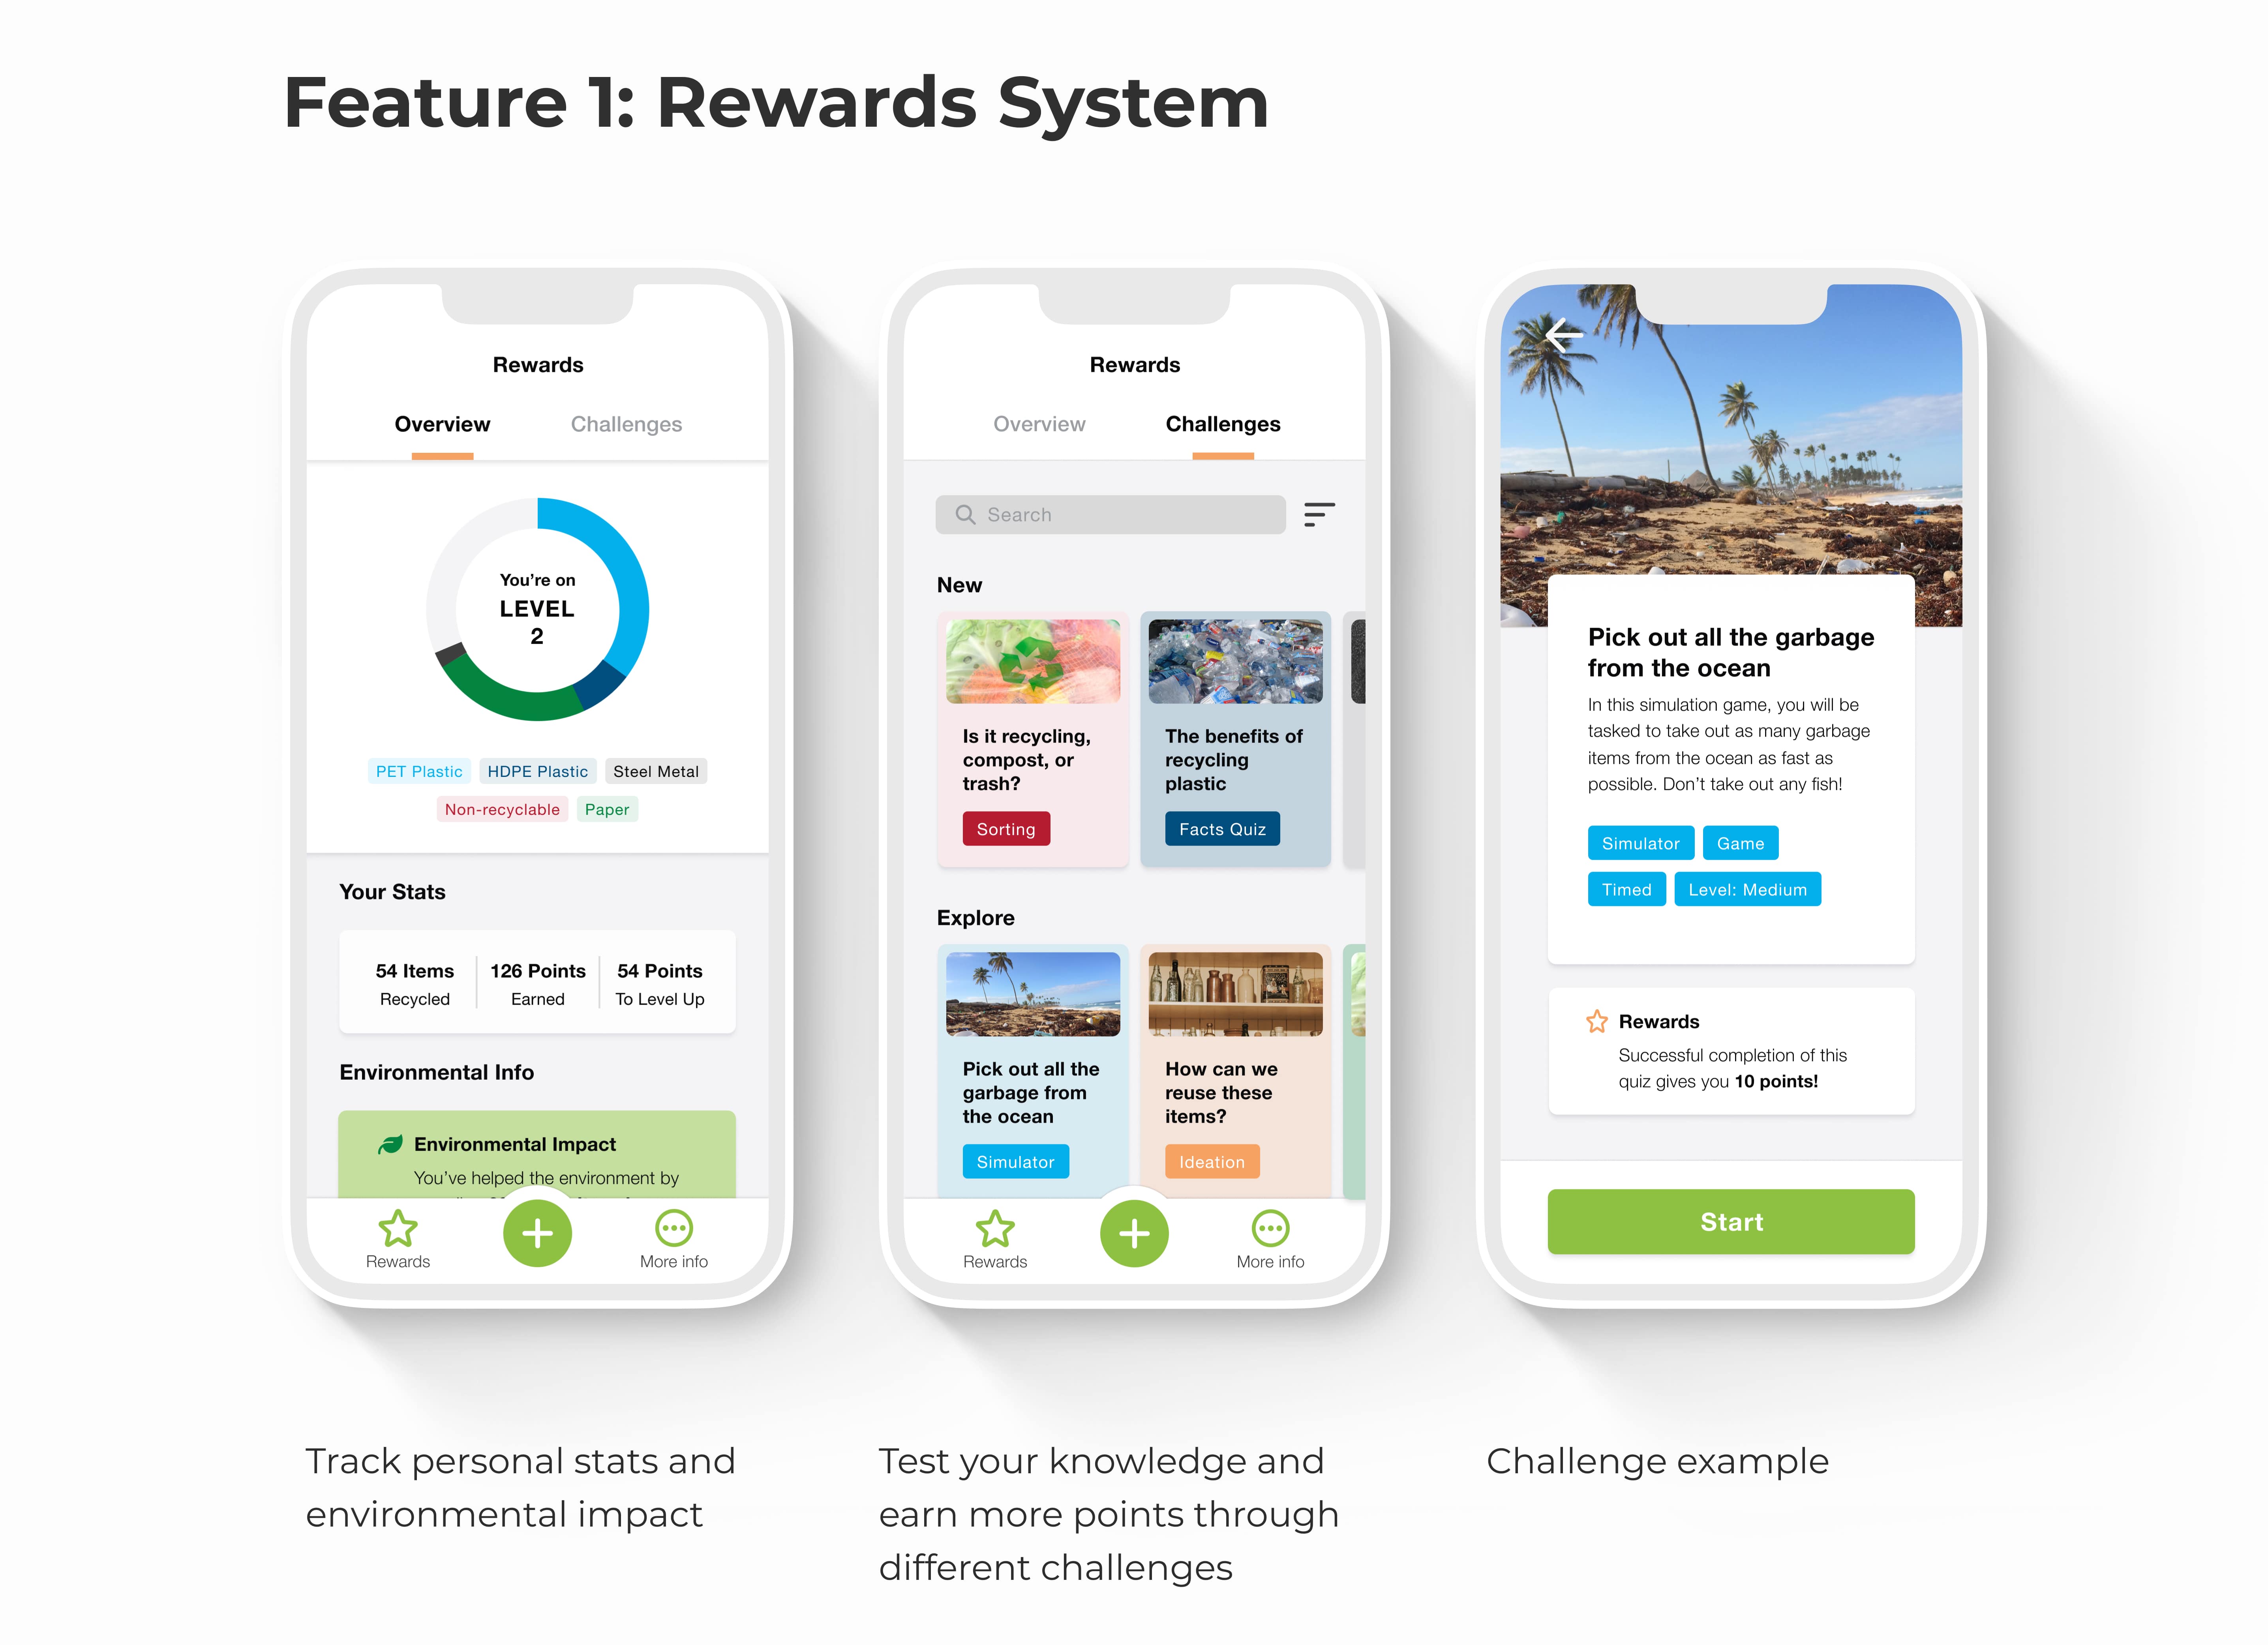 Feature 1: Rewards System
Rewards
Overview Challenges
You're on
LEVEL
2
PET Plastic HDPE Plastic Steel Metal
Non-recyclable Paper
Your Stats
54 Items 126 Points 54 Points
Recycled Earned To Level Up
Environmental Info
Environmental Impact
You've helped the environment by
Rewards More info
Track personal stats and
environmental impact
Rewards
Overview Challenges
Search
New
Is it recycling,
compost, or
trash?
Sorting
The benefits of
recycling
plastic
Facts Quiz
Explore
Pick out all the
garbage from
the ocean
Simulator
How can we
reuse these
items?
Ideation
Rewards More info
Test your knowledge and
earn more points through
different challenges
Pick out all the garbage
from the ocean
In this simulation game, you will be
tasked to take out as many garbage
items from the ocean as fast as
possible. Don't take out any fish!
Simulator Game
Timed Level: Medium
Rewards
Successful completion of this
quiz gives you 10 points!
Start
Challenge example